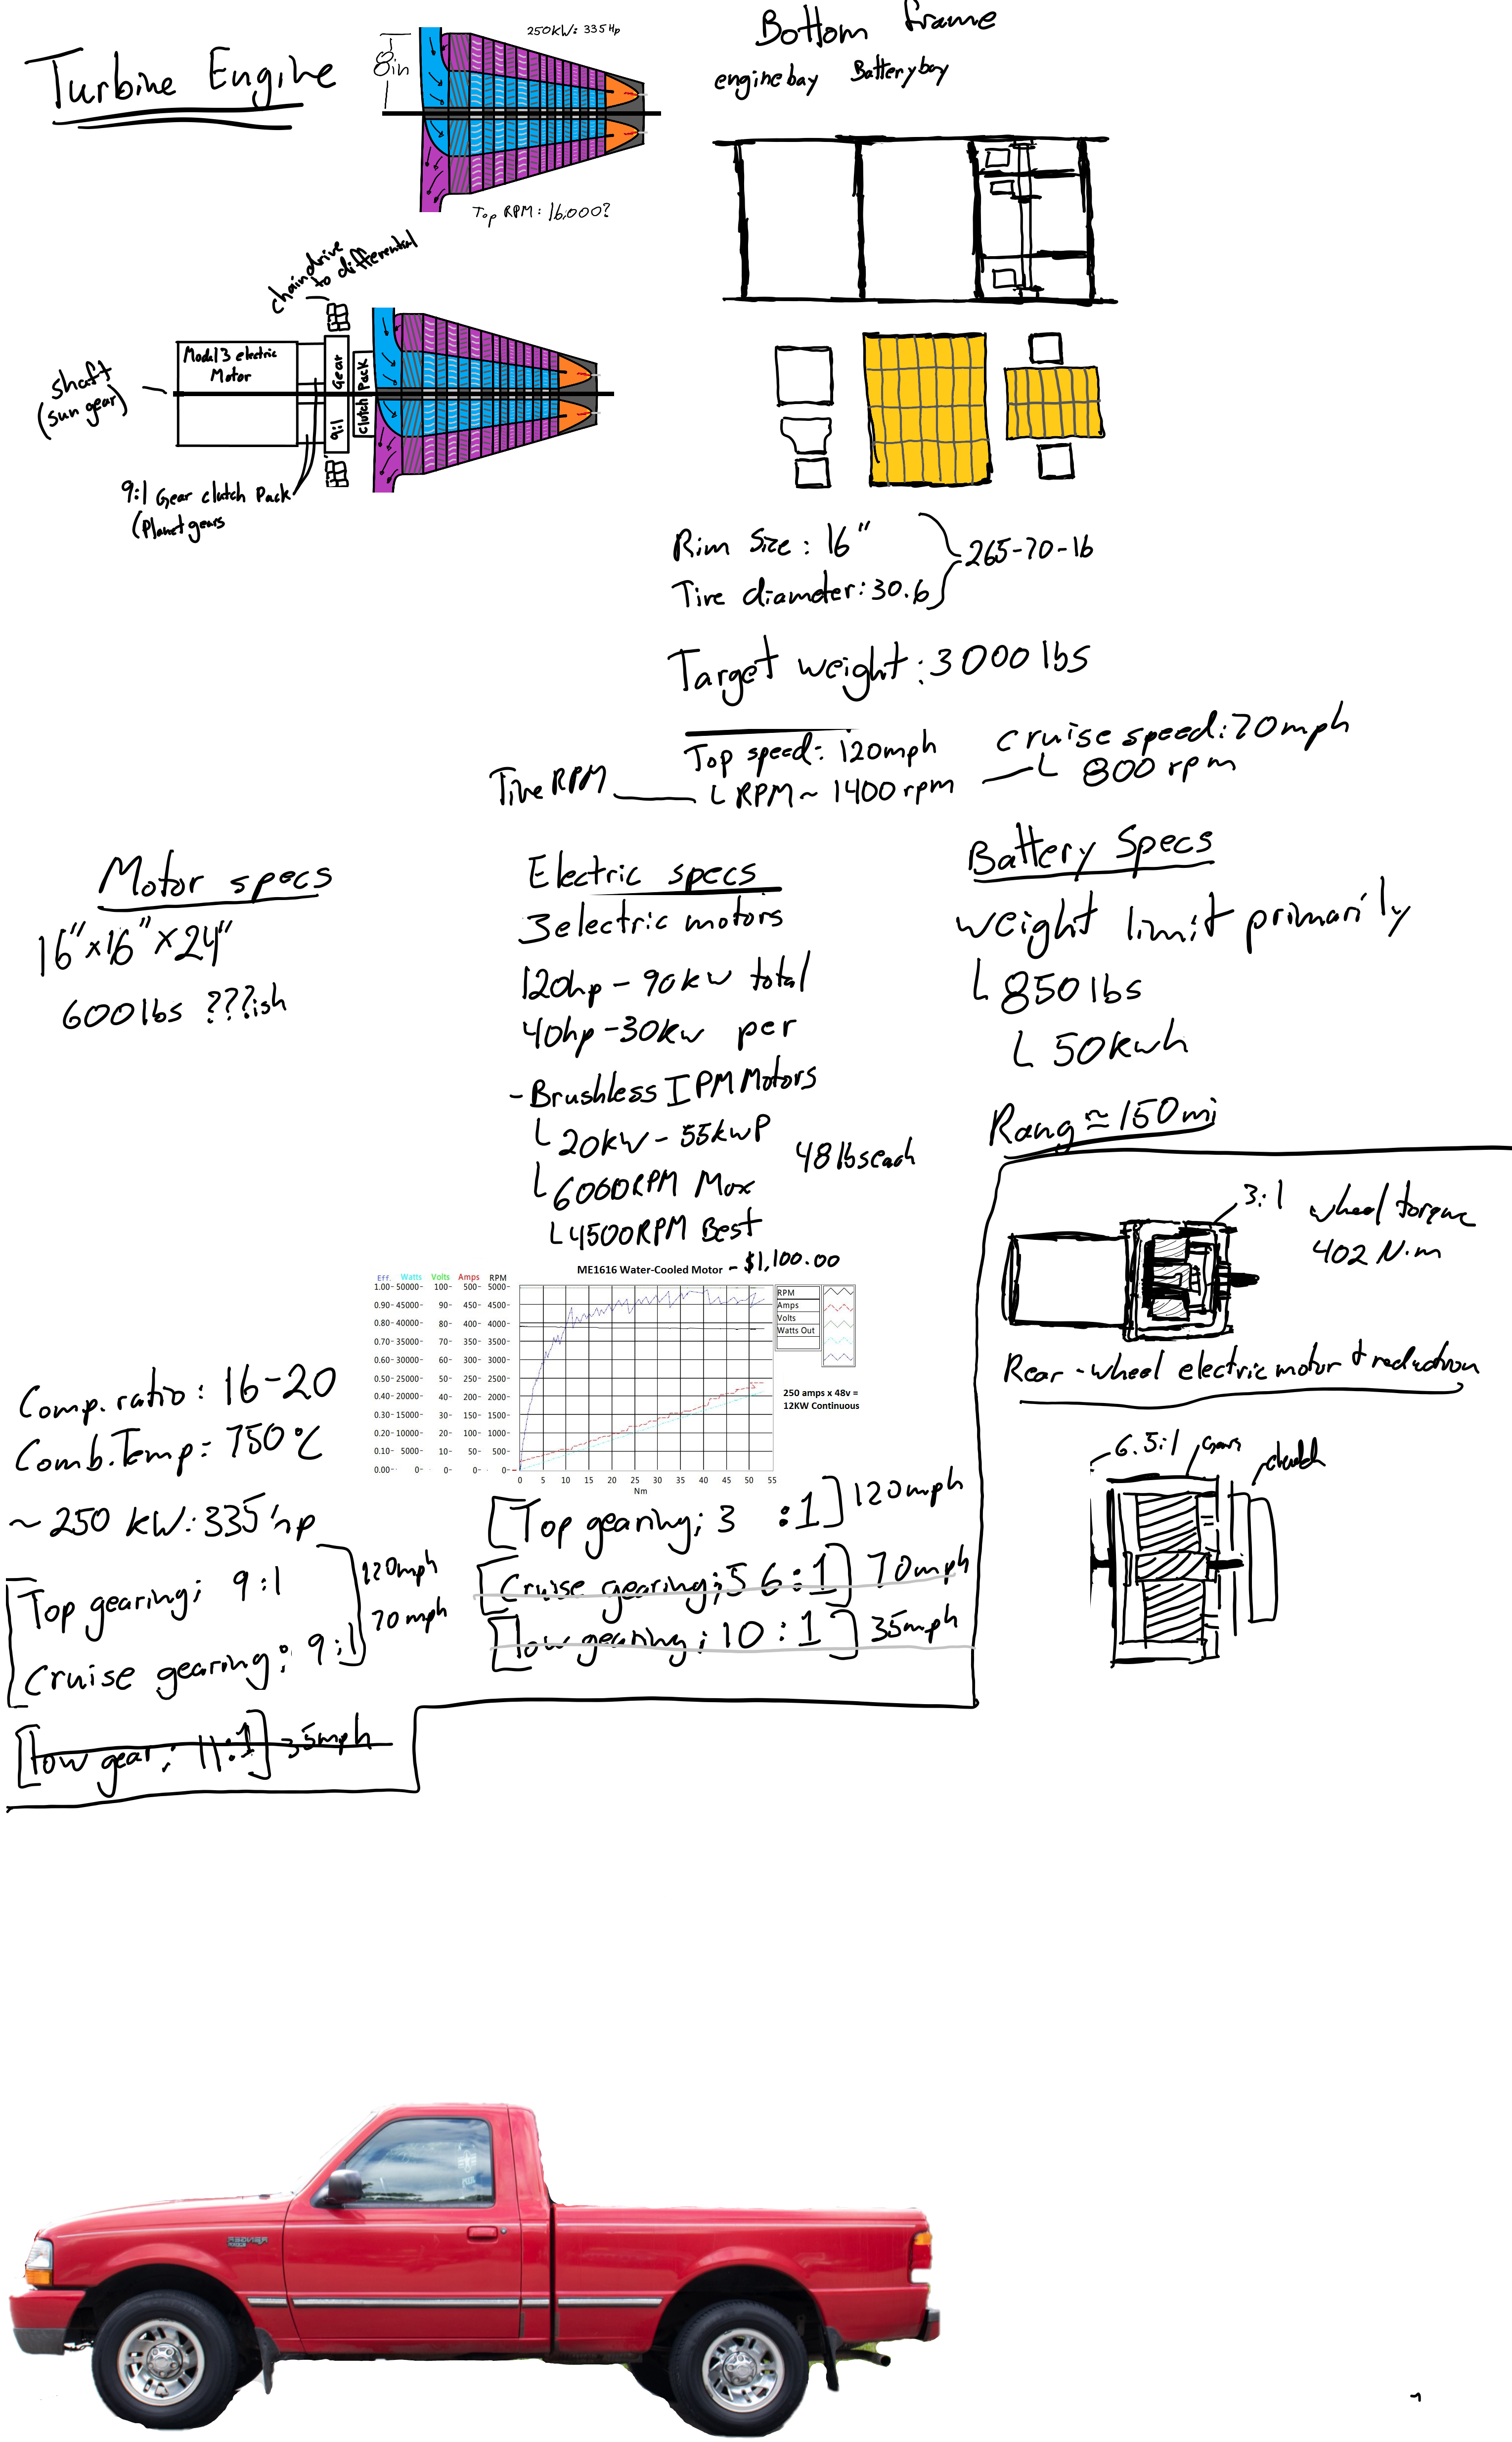 Turbine Engine
8in
250kW: 335Hp
Top RPM: 16,000?
Bottom frame
engine bay Battery bay
chain drive
to differential
Model 3 electric
Motor
Gear
9:1
Clutch Pack
shaft
(sun gear)
9:1 Gear clutch Pack
(Planet gears
Rim Size: 16"
Tire diameter: 30.6
265-70-16
Target weight: 3000 lbs
Top speed: 120mph
cruise speed: 70mph
Tire RPM
L RPM ~ 1400 rpm
L 800 rpm
Motor specs
16"x16"x24"
600 lbs ???ish
Electric specs
3 electric motors
120hp - 90kw total
40hp - 30kw per
- Brushless IPM Motors
L 20kW - 55kwP
48 lbs each
L 6000RPM Max
L 4500RPM Best
- $1,100.00
Battery Specs
weight limit primarily
L 850 lbs
L 50kwh
Rang ≈ 150mi
3:1
wheel torque
402 N·m
Rear-wheel electric motor + reduction
6.5:1
Gears
clutch
ME1616 Water-Cooled Motor
Eff. Watts Volts Amps RPM
1.00 50000 100 500 5000
0.90 45000 90 450 4500
0.80 40000 80 400 4000
0.70 35000 70 350 3500
0.60 30000 60 300 3000
0.50 25000 50 250 2500
0.40 20000 40 200 2000
0.30 15000 30 150 1500
0.20 10000 20 100 1000
0.10 5000 10 50 500
0.00 0 0 0 0
0 5 10 15 20 25 30 35 40 45 50 55
Nm
RPM
Amps
Volts
Watts Out
250 amps x 48v =
12KW Continuous
Comp. ratio: 16-20
Comb. Temp = 750°C
~ 250 kW: 335 hp
Top gearing; 9:1
120mph
Cruise gearing; 9:1
70 mph
[low gear; 11:1] 35mph
[Top gearing; 3 :1] 120mph
[Cruise gearing; 5 6:1] 70mph
[low gearing; 10:1] 35mph
RANGER